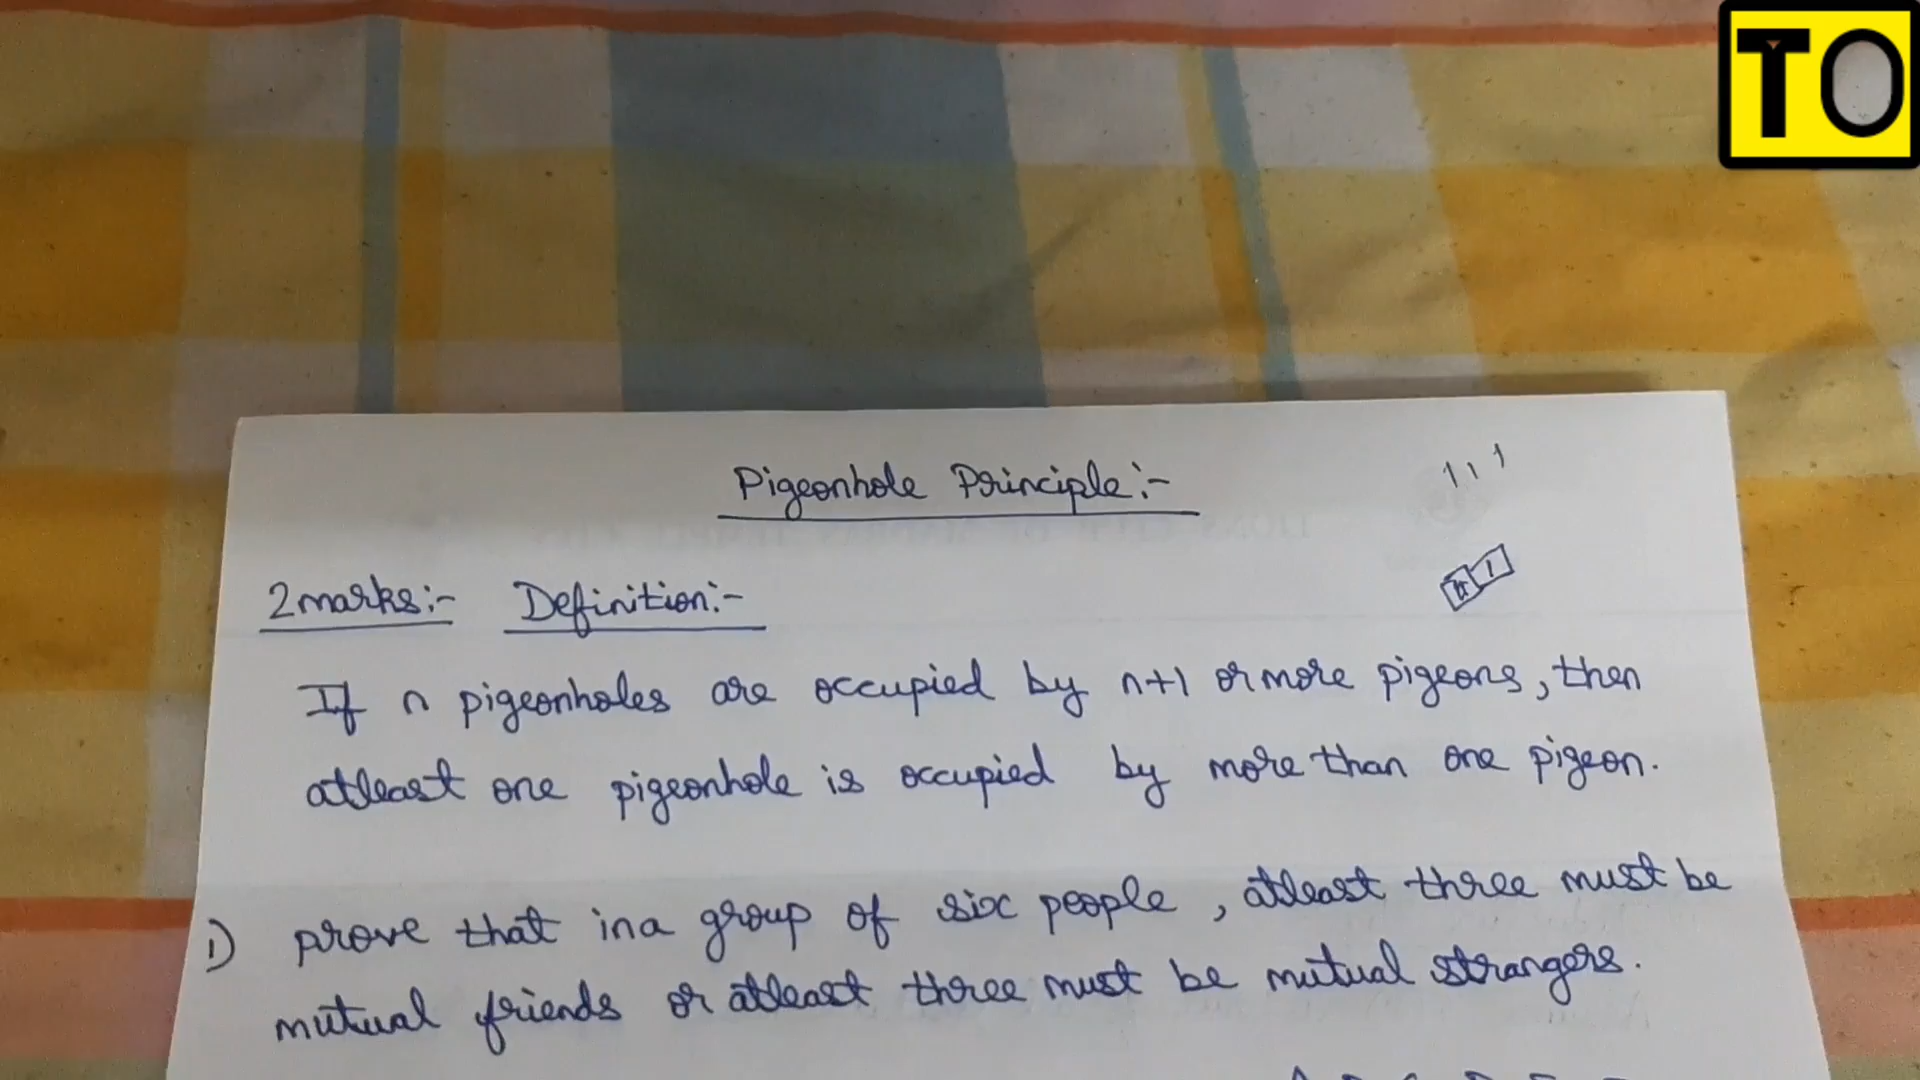 TO
Pigeonhole Principle:-
2marks:- Definition:-
If n pigeonholes are occupied by n+1 or more pigeons, then
atleast one pigeonhole is occupied by more than one pigeon.
1) prove that in a group of six people, atleast three must be
mutual friends or atleast three must be mutual strangers.